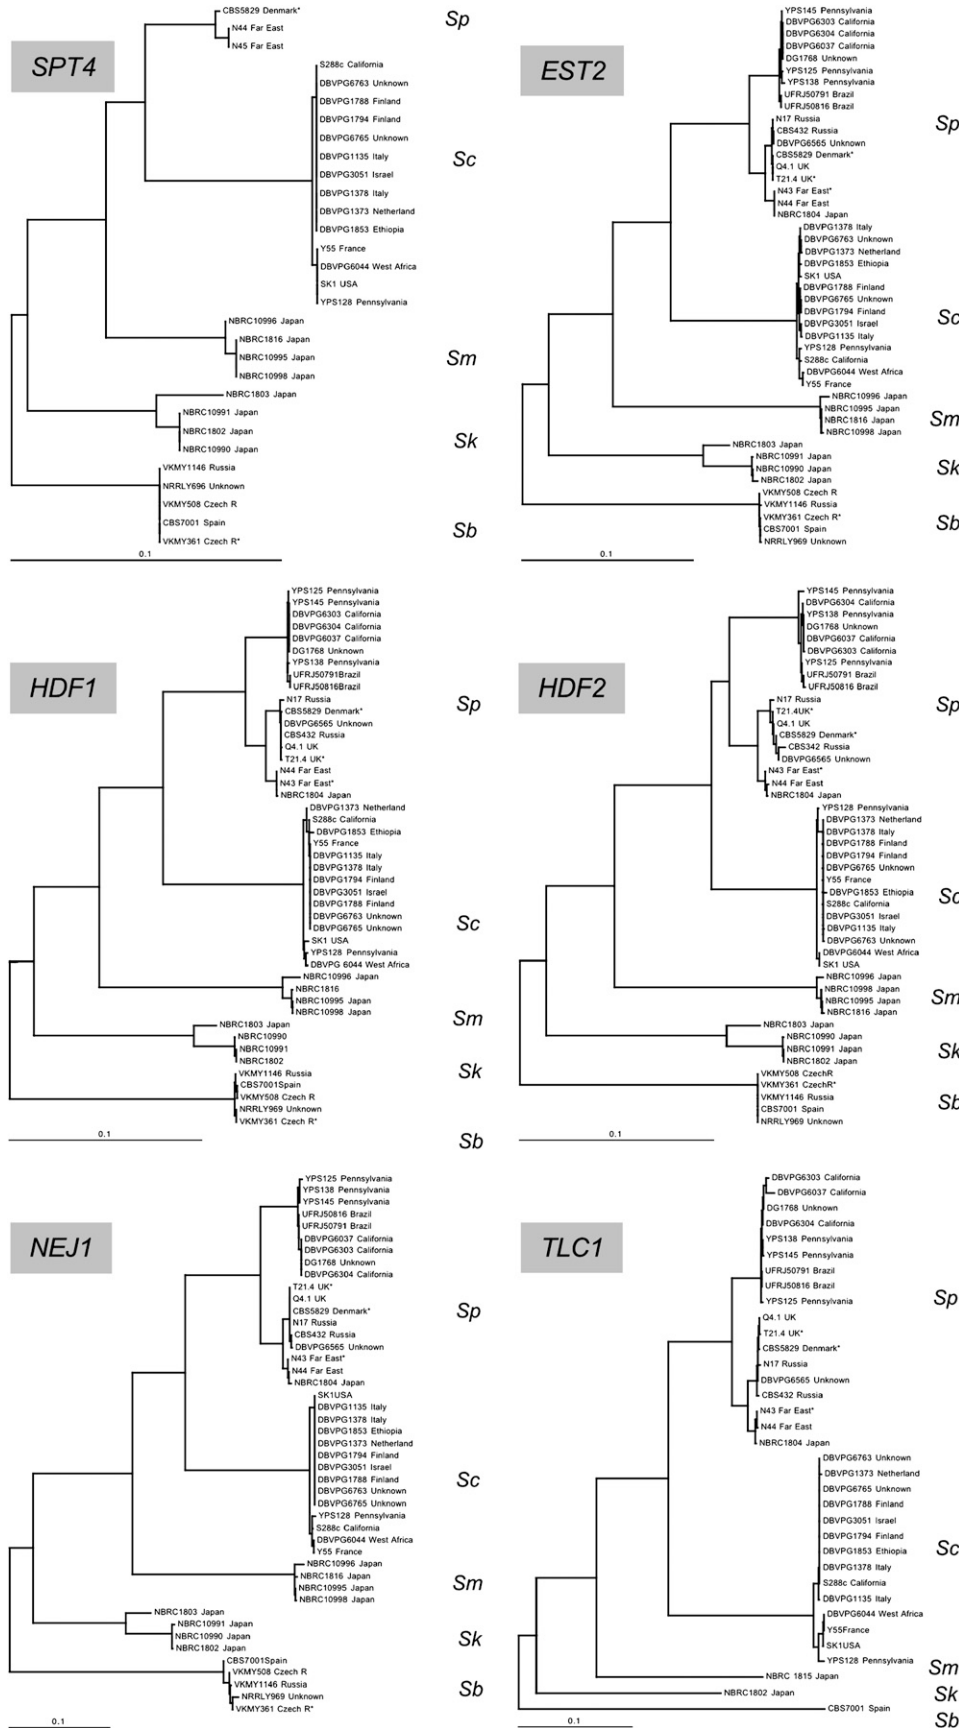 SPT4
CBS5829 Denmark*
N44 Far East
N45 Far East
Sp
S288c California
DBVPG6763 Unknown
DBVPG1788 Finland
DBVPG1794 Finland
DBVPG6765 Unknown
DBVPG1135 Italy
DBVPG3051 Israel
DBVPG1378 Italy
DBVPG1373 Netherland
DBVPG1853 Ethiopia
Y55 France
DBVPG6044 West Africa
SK1 USA
YPS128 Pennsylvania
Sc
NBRC10996 Japan
NBRC1816 Japan
NBRC10995 Japan
NBRC10998 Japan
Sm
NBRC1803 Japan
NBRC10991 Japan
NBRC1802 Japan
NBRC10990 Japan
Sk
VKMY1146 Russia
NRRLY696 Unknown
VKMY508 Czech R
CBS7001 Spain
VKMY361 Czech R*
Sb
0.1
EST2
YPS145 Pennsylvania
DBVPG6303 California
DBVPG6304 California
DBVPG6037 California
DG1768 Unknown
YPS125 Pennsylvania
YPS138 Pennsylvania
UFRJ50791 Brazil
UFRJ50816 Brazil
N17 Russia
CBS432 Russia
DBVPG6565 Unknown
CBS5829 Denmark*
Q4.1 UK
T21.4 UK*
N43 Far East*
N44 Far East
NBRC1804 Japan
Sp
DBVPG1378 Italy
DBVPG6763 Unknown
DBVPG1373 Netherland
DBVPG1853 Ethiopia
SK1 USA
DBVPG1788 Finland
DBVPG6765 Unknown
DBVPG1794 Finland
DBVPG3051 Israel
DBVPG1135 Italy
YPS128 Pennsylvania
S288c California
DBVPG6044 West Africa
Y55 France
Sc
NBRC10996 Japan
NBRC10995 Japan
NBRC1816 Japan
NBRC10998 Japan
Sm
NBRC1803 Japan
NBRC10991 Japan
NBRC10990 Japan
NBRC1802 Japan
Sk
VKMY508 Czech R
VKMY1146 Russia
VKMY361 Czech R*
CBS7001 Spain
NRRLY969 Unknown
Sb
0.1
HDF1
YPS125 Pennsylvania
YPS145 Pennsylvania
DBVPG6303 California
DBVPG6304 California
DBVPG6037 California
DG1768 Unknown
YPS138 Pennsylvania
UFRJ50791Brazil
UFRJ50816Brazil
N17 Russia
CBS5829 Denmark*
DBVPG6565 Unknown
CBS432 Russia
Q4.1 UK
T21.4 UK*
N44 Far East
N43 Far East*
NBRC1804 Japan
Sp
DBVPG1373 Netherland
S288c California
DBVPG1853 Ethiopia
Y55 France
DBVPG1135 Italy
DBVPG1378 Italy
DBVPG1794 Finland
DBVPG3051 Israel
DBVPG1788 Finland
DBVPG6763 Unknown
DBVPG6765 Unknown
SK1 USA
YPS128 Pennsylvania
DBVPG 6044 West Africa
Sc
NBRC10996 Japan
NBRC1816
NBRC10995 Japan
NBRC10998 Japan
Sm
NBRC1803 Japan
NBRC10990
NBRC10991
NBRC1802
Sk
VKMY1146 Russia
CBS7001Spain
VKMY508 Czech R
NRRLY969 Unknown
VKMY361 Czech R*
Sb
0.1
HDF2
YPS145 Pennsylvania
DBVPG6304 California
YPS138 Pennsylvania
DG1768 Unknown
DBVPG6037 California
DBVPG6303 California
YPS125 Pennsylvania
UFRJ50791 Brazil
UFRJ50816 Brazil
N17 Russia
T21.4UK*
Q4.1 UK
CBS5829 Denmark*
CBS342 Russia
DBVPG6565 Unknown
N43 Far East*
N44 Far East
NBRC1804 Japan
Sp
YPS128 Pennsylvania
DBVPG1373 Netherland
DBVPG1378 Italy
DBVPG1788 Finland
DBVPG1794 Finland
DBVPG6765 Unknown
Y55 France
DBVPG1853 Ethiopia
S288c California
DBVPG3051 Israel
DBVPG1135 Italy
DBVPG6763 Unknown
DBVPG6044 West Africa
SK1 USA
Sc
NBRC10996 Japan
NBRC10998 Japan
NBRC10995 Japan
NBRC1816 Japan
Sm
NBRC1803 Japan
NBRC10990 Japan
NBRC10991 Japan
NBRC1802 Japan
Sk
VKMY508 CzechR
VKMY361 CzechR*
VKMY1146 Russia
CBS7001 Spain
NRRLY969 Unknown
Sb
0.1
NEJ1
YPS125 Pennsylvania
YPS138 Pennsylvania
YPS145 Pennsylvania
UFRJ50816 Brazil
UFRJ50791 Brazil
DBVPG6037 California
DBVPG6303 California
DG1768 Unknown
DBVPG6304 California
T21.4 UK*
Q4.1 UK
CBS5829 Denmark*
N17 Russia
CBS432 Russia
DBVPG6565 Unknown
N43 Far East*
N44 Far East
NBRC1804 Japan
Sp
SK1USA
DBVPG1135 Italy
DBVPG1378 Italy
DBVPG1853 Ethiopia
DBVPG1373 Netherland
DBVPG1794 Finland
DBVPG3051 Israel
DBVPG1788 Finland
DBVPG6763 Unknown
DBVPG6765 Unknown
YPS128 Pennsylvania
S288c California
DBVPG6044 West Africa
Y55 France
Sc
NBRC10996 Japan
NBRC1816 Japan
NBRC10995 Japan
NBRC10998 Japan
Sm
NBRC1803 Japan
NBRC10991 Japan
NBRC10990 Japan
NBRC1802 Japan
Sk
CBS7001Spain
VKMY508 Czech R
VKMY1146 Russia
NRRLY969 Unknown
VKMY361 Czech R*
Sb
0.1
TLC1
DBVPG6303 California
DBVPG6037 California
DG1768 Unknown
DBVPG6304 California
YPS138 Pennsylvania
YPS145 Pennsylvania
UFRJ50791 Brazil
UFRJ50816 Brazil
YPS125 Pennsylvania
Q4.1 UK
T21.4 UK*
CBS5829 Denmark*
N17 Russia
DBVPG6565 Unknown
CBS432 Russia
N43 Far East*
N44 Far East
NBRC1804 Japan
Sp
DBVPG6763 Unknown
DBVPG1373 Netherland
DBVPG6765 Unknown
DBVPG1788 Finland
DBVPG3051 Israel
DBVPG1794 Finland
DBVPG1853 Ethiopia
DBVPG1378 Italy
S288c California
DBVPG1135 Italy
DBVPG6044 West Africa
Y55France
SK1USA
YPS128 Pennsylvania
Sc
NBRC 1815 Japan
Sm
NBRC1802 Japan
Sk
CBS7001 Spain
Sb
0.1